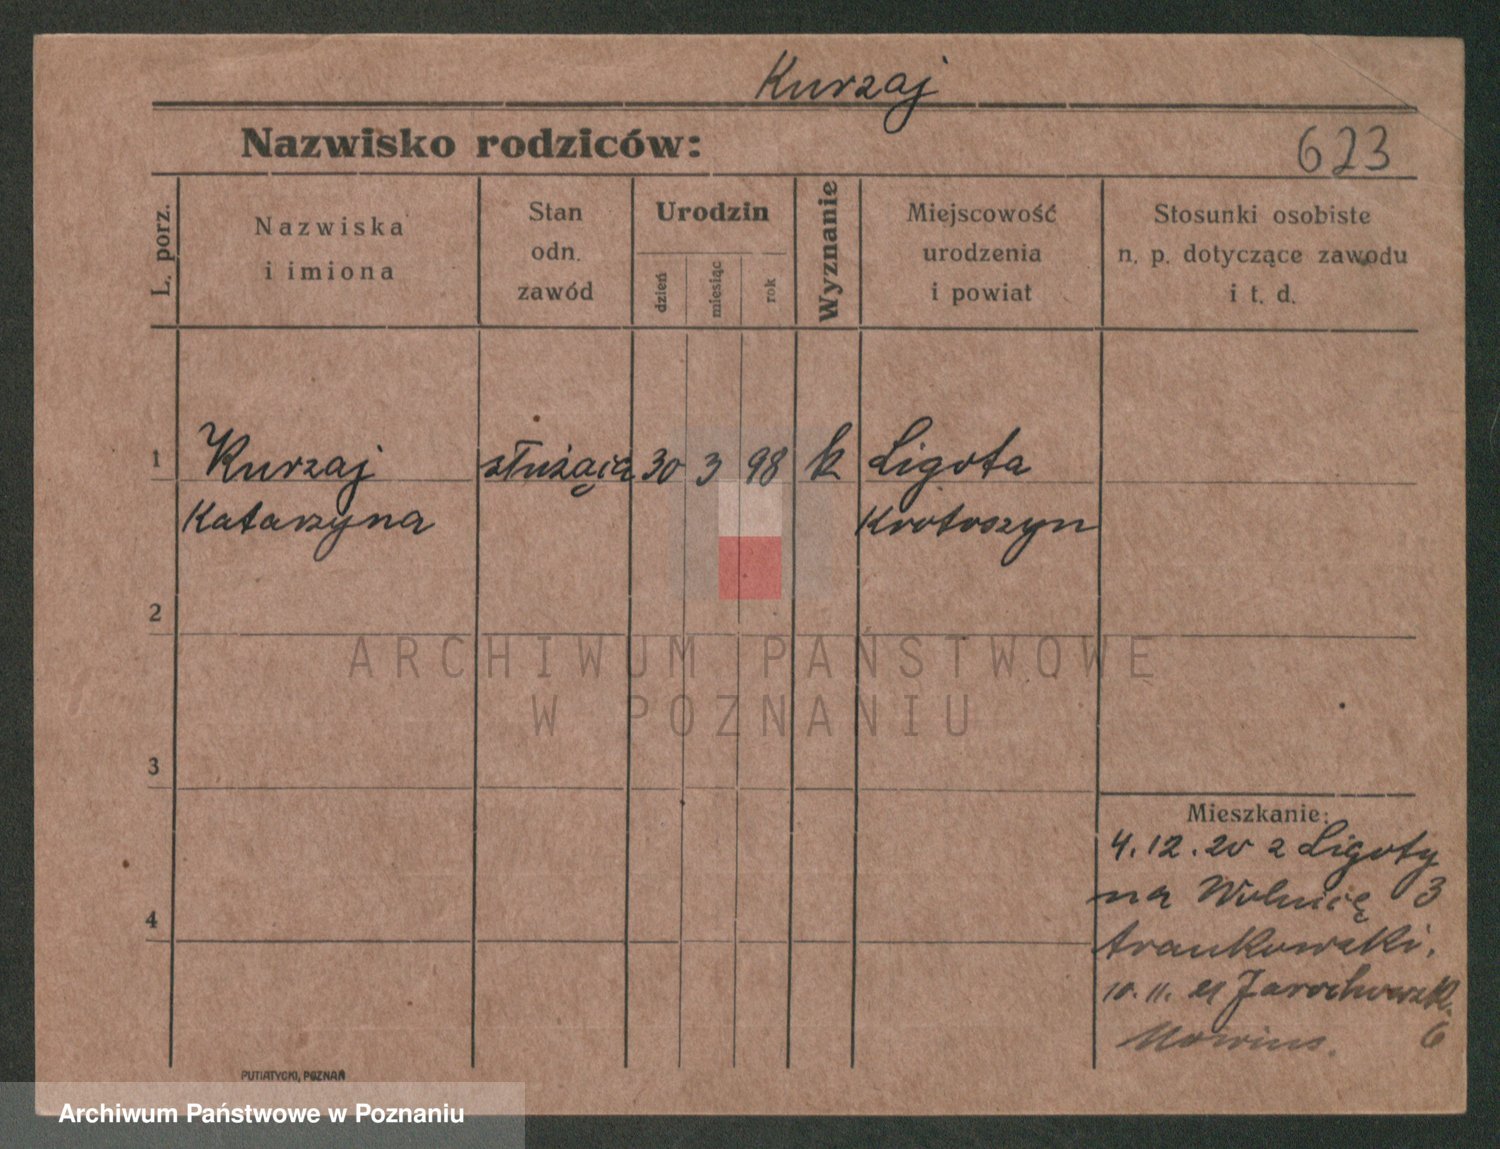 Kurzaj
Nazwisko rodziców:
623
L. porz.
Nazwiska
i imiona
Stan
odn.
zawód
Urodzin
dzień
miesiąc
rok
Wyznanie
Miejscowość
urodzenia
i powiat
Stosunki osobiste
n. p. dotyczące zawodu
i t. d.
1 Kurzaj służąca 30 3 98 k Ligota
Katarzyna Krotoszyn
2
ARCHIWUM PAŃSTWOWE
W POZNANIU
3
Mieszkanie:
4.12.20 z Ligoty
na Wolnicę 3
4
10.11.21 Jarochowsk.
6
PUTIATYCKI, POZNAŃ
Archiwum Państwowe w Poznaniu